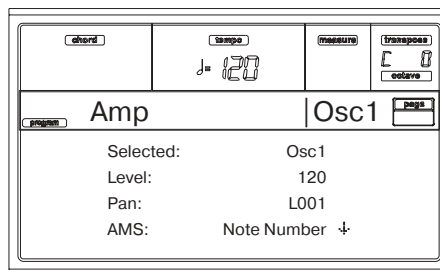 chord tempo measure transpose
♩= 120 C 0
octave
program Amp Osc1 page
Selected: Osc1
Level: 120
Pan: L001
AMS: Note Number